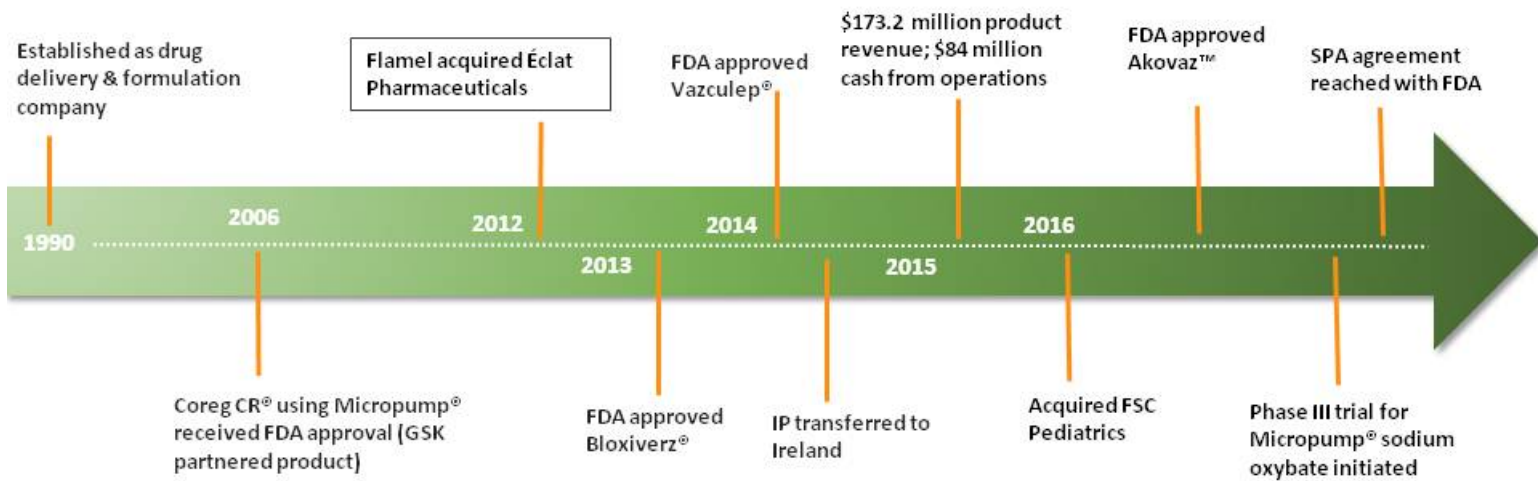 Established as drug
delivery & formulation
company
Flamel acquired Éclat
Pharmaceuticals
FDA approved
Vazculep®
$173.2 million product
revenue; $84 million
cash from operations
FDA approved
Akovaz™
SPA agreement
reached with FDA
1990
2006
2012
2013
2014
2015
2016
Coreg CR® using Micropump®
received FDA approval (GSK
partnered product)
FDA approved
Bloxiverz®
IP transferred to
Ireland
Acquired FSC
Pediatrics
Phase III trial for
Micropump® sodium
oxybate initiated